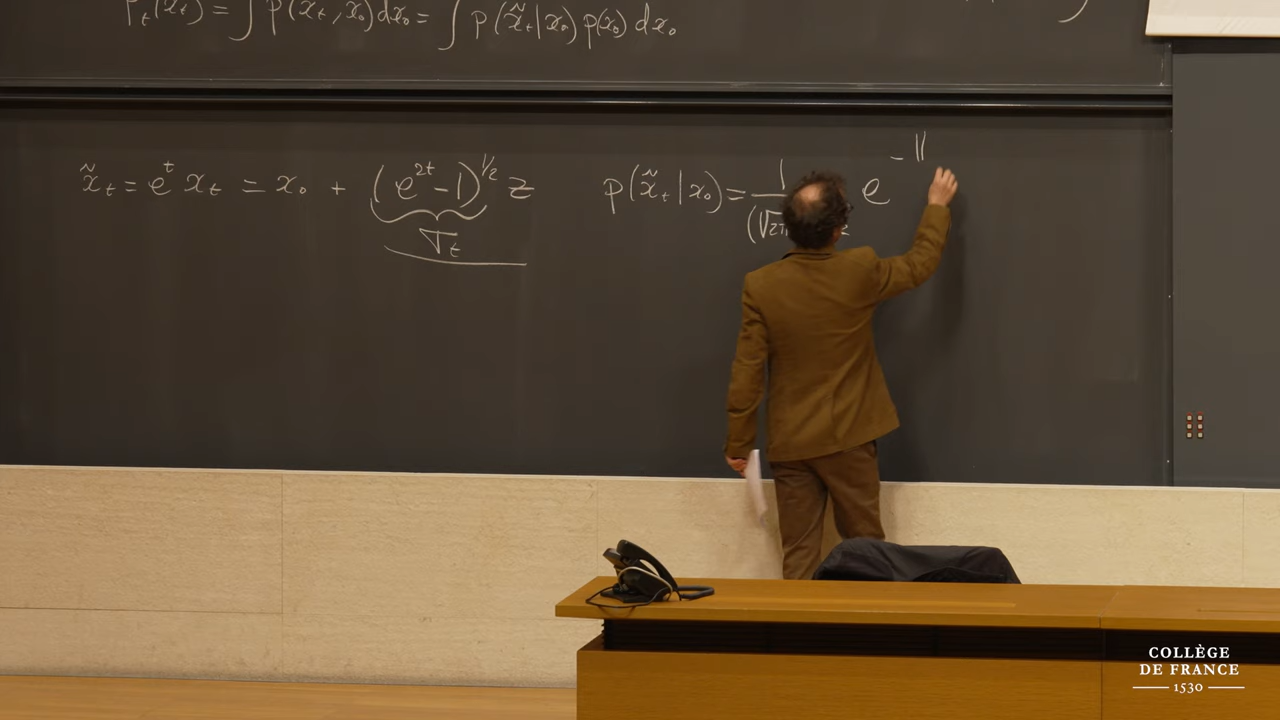 p_t(x_t) = ∫ p(x_t, x_0) dx_0 = ∫ p(x̃_t | x_0) p(x_0) dx_0
x̃_t = e^t x_t = x_0 + (e^{2t} - 1)^{1/2} z
σ_t
p(x̃_t | x_0) = 1 / (√2π e^{-||
COLLÈGE
DE FRANCE
1530